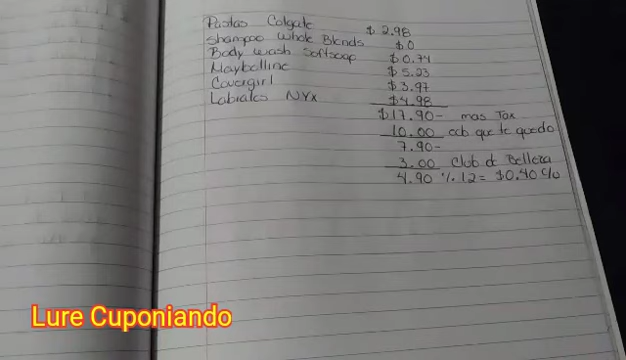 Pastas Colgate $2.98
Shampoo Whole Blends $0
Body wash Softsoap $0.74
Maybelline $5.23
Covergirl $3.97
Labiales NYX $4.98
$17.90- mas Tax
10.00 ecb que te quedo
7.90-
3.00 Club de Belleza
4.90 % 12 = $0.40 c/o
Lure Cuponiando